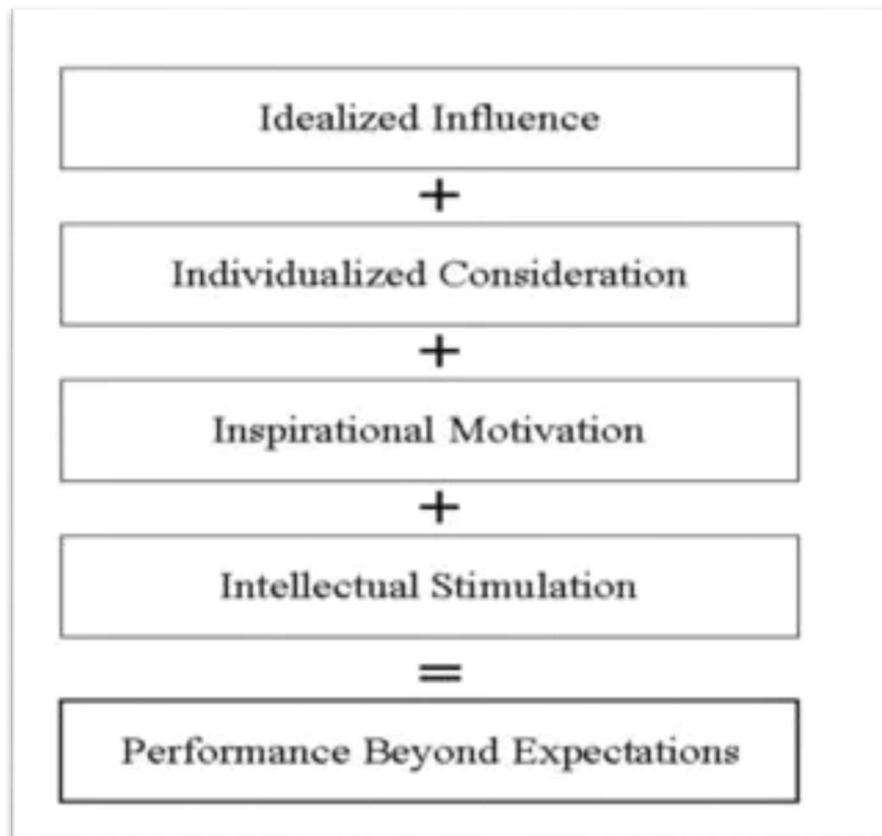 Idealized Influence
+
Individualized Consideration
+
Inspirational Motivation
+
Intellectual Stimulation
=
Performance Beyond Expectations